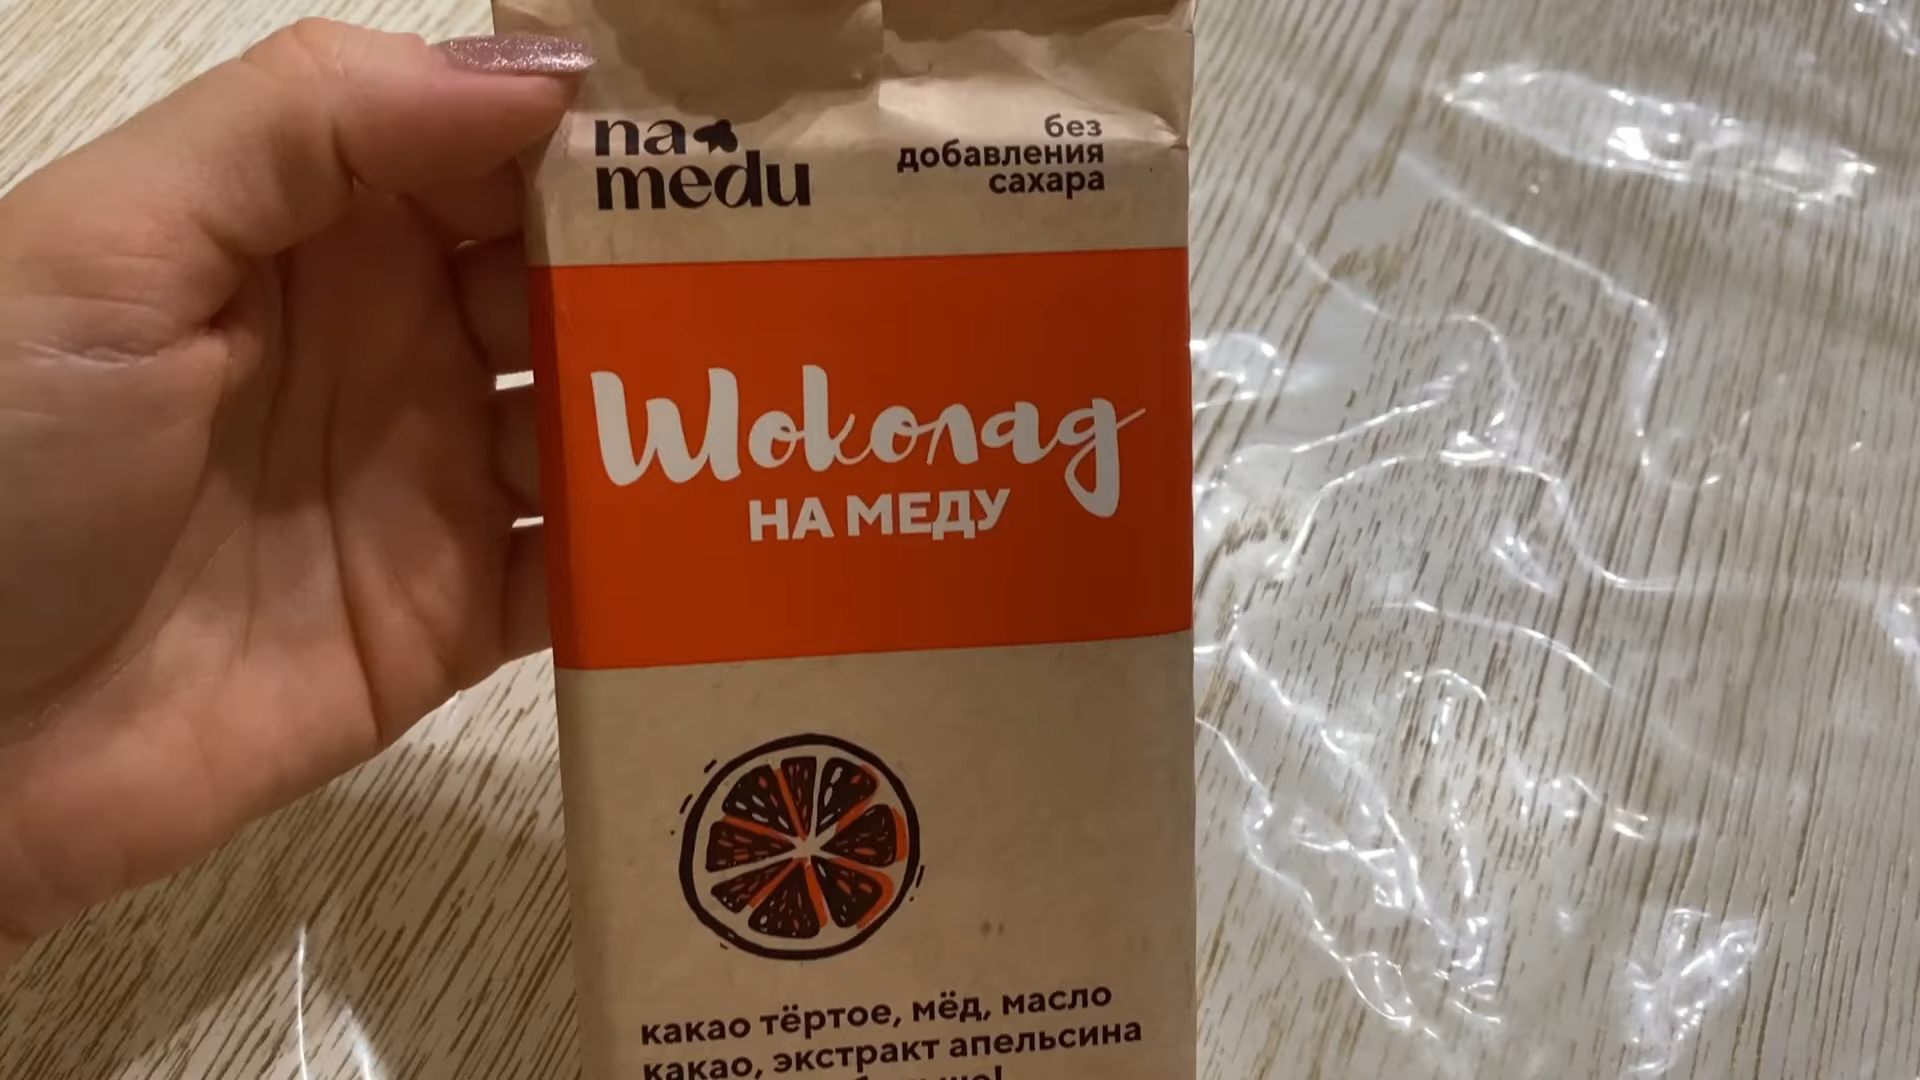 na
medu
без
добавления
сахара
Шоколад
НА МЕДУ
какао тёртое, мёд, масло
какао, экстракт апельсина